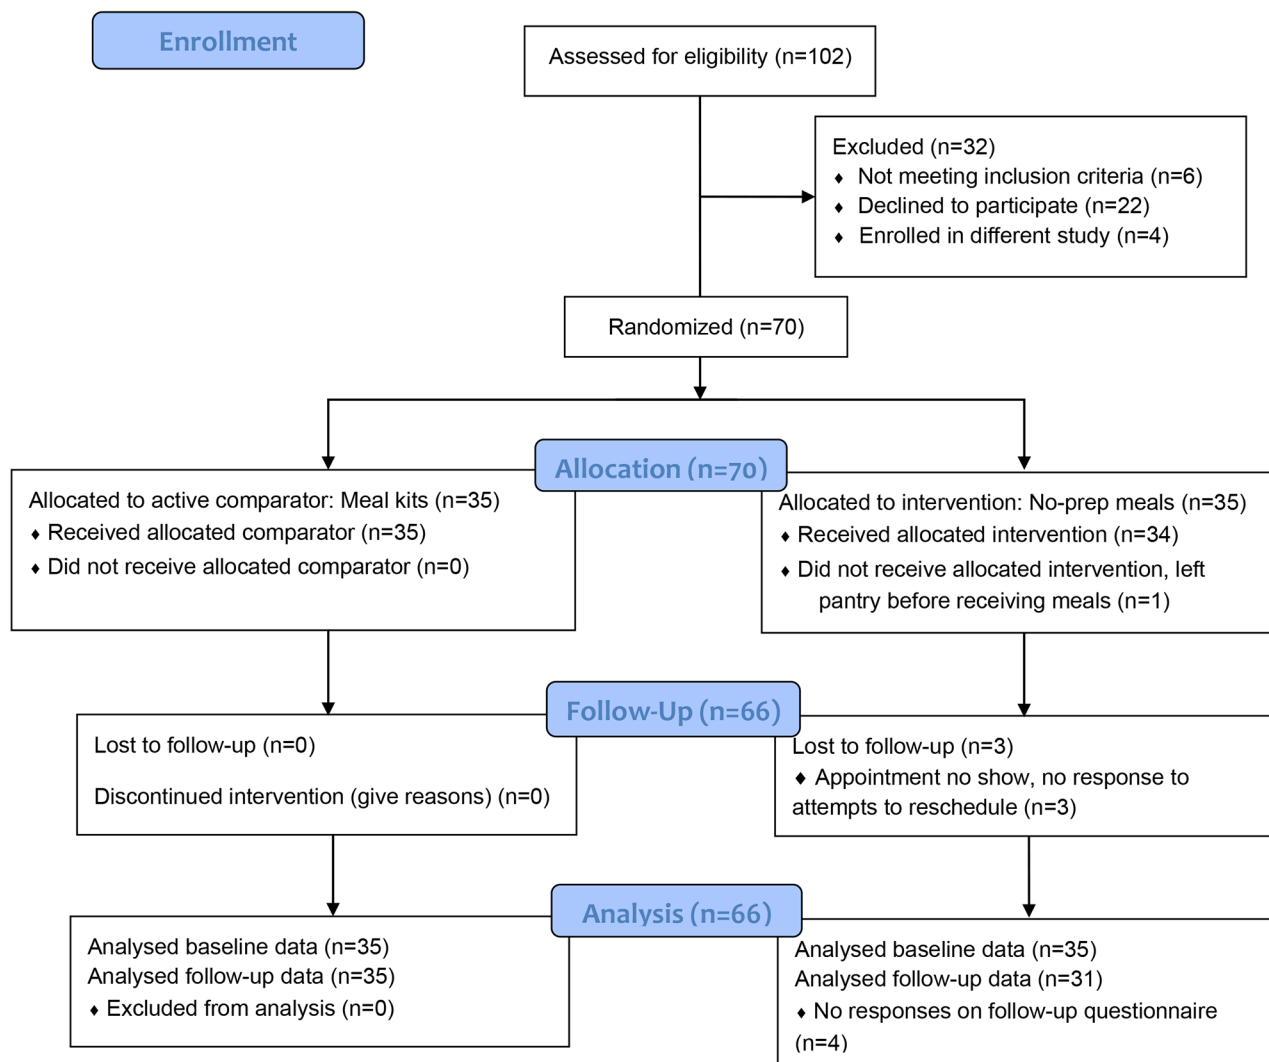 Enrollment
Assessed for eligibility (n=102)
Excluded (n=32)
♦ Not meeting inclusion criteria (n=6)
♦ Declined to participate (n=22)
♦ Enrolled in different study (n=4)
Randomized (n=70)
Allocation (n=70)
Allocated to active comparator: Meal kits (n=35)
♦ Received allocated comparator (n=35)
♦ Did not receive allocated comparator (n=0)
Allocated to intervention: No-prep meals (n=35)
♦ Received allocated intervention (n=34)
♦ Did not receive allocated intervention, left
pantry before receiving meals (n=1)
Follow-Up (n=66)
Lost to follow-up (n=0)
Discontinued intervention (give reasons) (n=0)
Lost to follow-up (n=3)
♦ Appointment no show, no response to
attempts to reschedule (n=3)
Analysis (n=66)
Analysed baseline data (n=35)
Analysed follow-up data (n=35)
♦ Excluded from analysis (n=0)
Analysed baseline data (n=35)
Analysed follow-up data (n=31)
♦ No responses on follow-up questionnaire
(n=4)